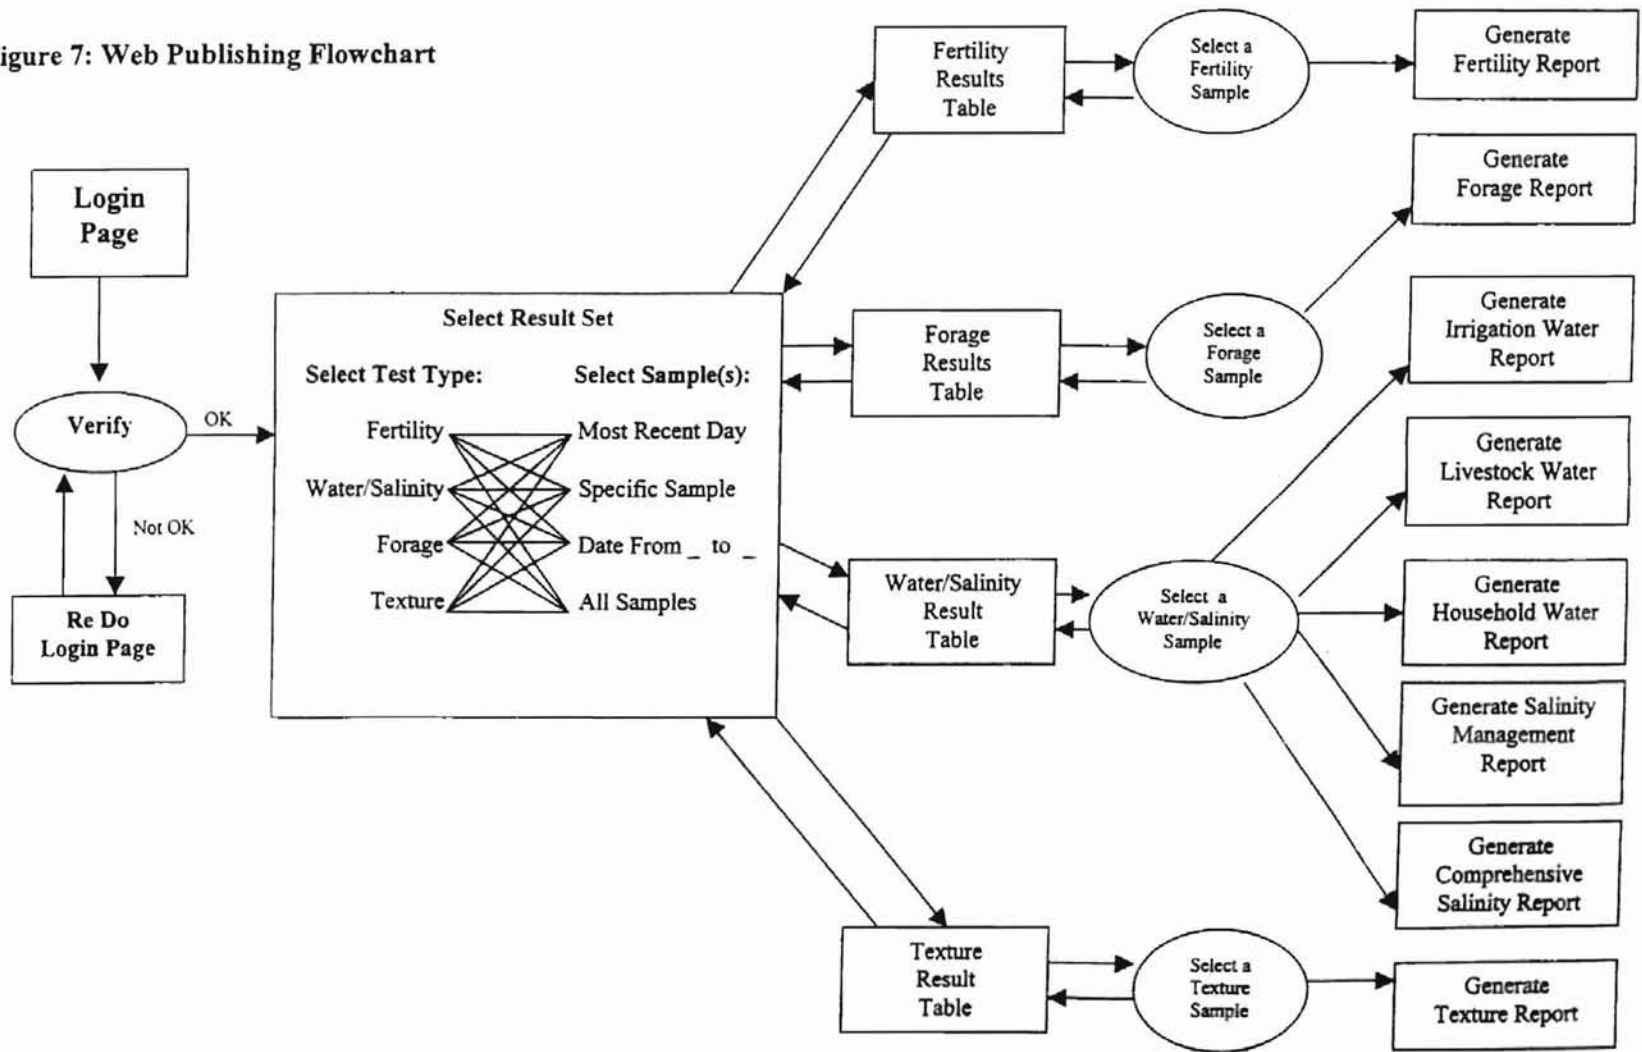 igure 7: Web Publishing Flowchart
Login
Page
Verify
OK
Not OK
Re Do
Login Page
Select Result Set
Select Test Type:
Select Sample(s):
Fertility
Most Recent Day
Water/Salinity
Specific Sample
Forage
Date From _ to _
Texture
All Samples
Fertility
Results
Table
Select a
Fertility
Sample
Generate
Fertility Report
Forage
Results
Table
Select a
Forage
Sample
Generate
Forage Report
Water/Salinity
Result
Table
Select a
Water/Salinity
Sample
Generate
Irrigation Water
Report
Generate
Livestock Water
Report
Generate
Household Water
Report
Generate Salinity
Management
Report
Generate
Comprehensive
Salinity Report
Texture
Result
Table
Select a
Texture
Sample
Generate
Texture Report